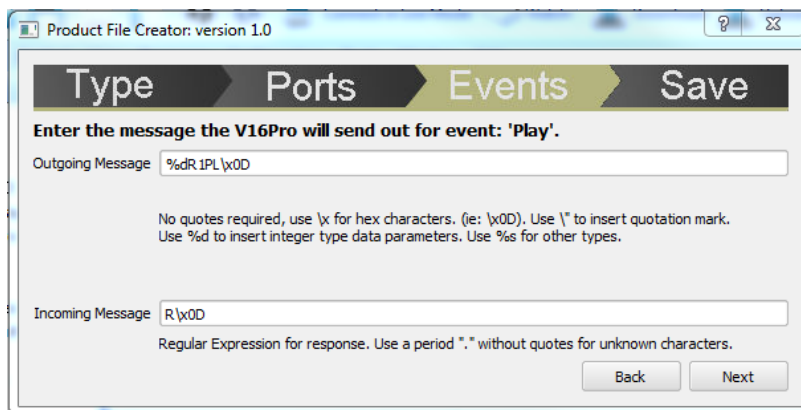 Product File Creator: version 1.0
Type Ports Events Save
Enter the message the V16Pro will send out for event: 'Play'.
Outgoing Message %dR1PL\x0D
No quotes required, use \x for hex characters. (ie: \x0D). Use \" to insert quotation mark.
Use %d to insert integer type data parameters. Use %s for other types.
Incoming Message R\x0D
Regular Expression for response. Use a period "." without quotes for unknown characters.
Back Next